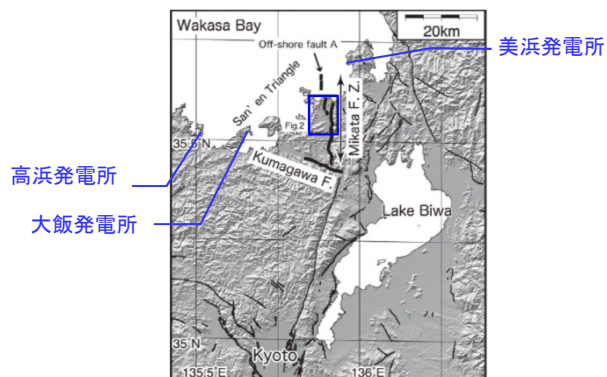 Wakasa Bay
20km
Off-shore fault A
美浜発電所
San' en Triangle
Mikata F. Z.
Fig.2
35.5°N
高浜発電所
Kumagawa F.
大飯発電所
Lake Biwa
35°N
Kyoto
135.5°E
136°E